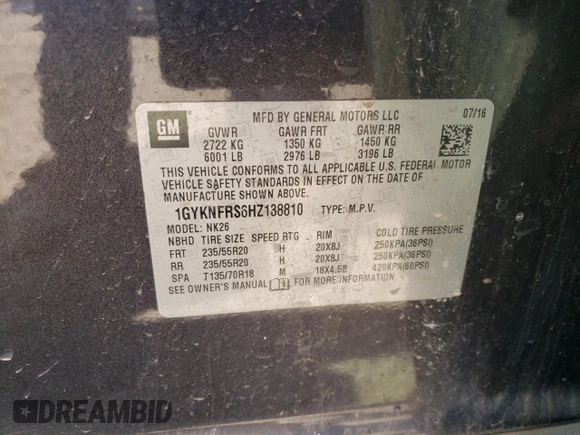 GM
MFD BY GENERAL MOTORS LLC 07/16
GVWR GAWR FRT GAWR RR
2722 KG 1350 KG 1450 KG
6001 LB 2976 LB 3196 LB
THIS VEHICLE CONFORMS TO ALL APPLICABLE U.S. FEDERAL MOTOR
VEHICLE SAFETY AND THEFT PREVENTION STANDARDS IN EFFECT ON THE DATE OF
MANUFACTURE SHOWN ABOVE.
1GYKNFRS6HZ138810 TYPE: M.P.V.
MODEL: NK26
NBHD TIRE SIZE SPEED RTG RIM COLD TIRE PRESSURE
FRT 235/55R20 H 20X8J 250KPA(36PSI)
RR 235/55R20 H 20X8J 250KPA(36PSI)
SPA T135/70R18 M 18X4.5B 420KPA(60PSI)
SEE OWNER'S MANUAL FOR MORE INFORMATION.
DREAMBID